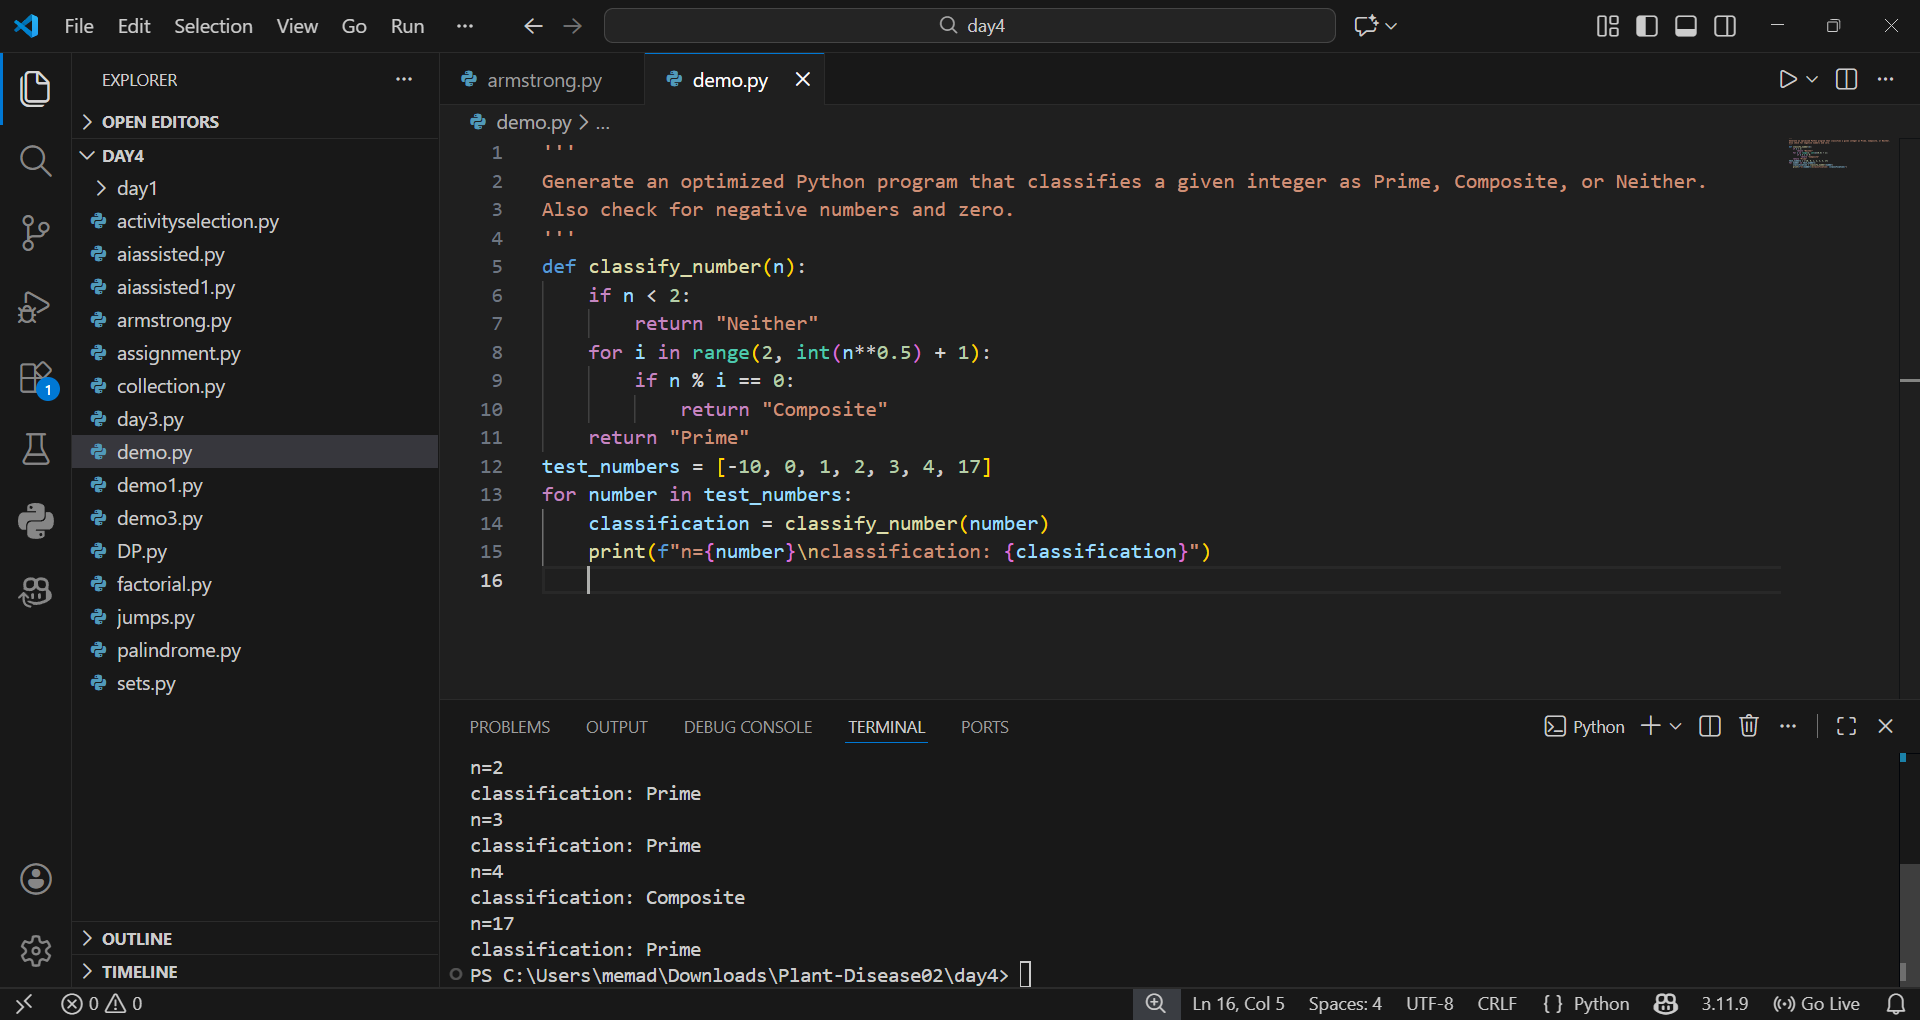 File Edit Selection View Go Run ...
day4
EXPLORER
OPEN EDITORS
DAY4
day1
activityselection.py
aiassisted.py
aiassisted1.py
armstrong.py
assignment.py
collection.py
day3.py
demo.py
demo1.py
demo3.py
DP.py
factorial.py
jumps.py
palindrome.py
sets.py
OUTLINE
TIMELINE
1
armstrong.py demo.py
demo.py > ...
1 '''
2 Generate an optimized Python program that classifies a given integer as Prime, Composite, or Neither.
3 Also check for negative numbers and zero.
4 '''
5 def classify_number(n):
6 if n < 2:
7 return "Neither"
8 for i in range(2, int(n**0.5) + 1):
9 if n % i == 0:
10 return "Composite"
11 return "Prime"
12 test_numbers = [-10, 0, 1, 2, 3, 4, 17]
13 for number in test_numbers:
14 classification = classify_number(number)
15 print(f"n={number}\nclassification: {classification}")
16
PROBLEMS OUTPUT DEBUG CONSOLE TERMINAL PORTS
Python
n=2
classification: Prime
n=3
classification: Prime
n=4
classification: Composite
n=17
classification: Prime
PS C:\Users\memad\Downloads\Plant-Disease02\day4>
0 0
Ln 16, Col 5 Spaces: 4 UTF-8 CRLF { } Python 3.11.9 Go Live